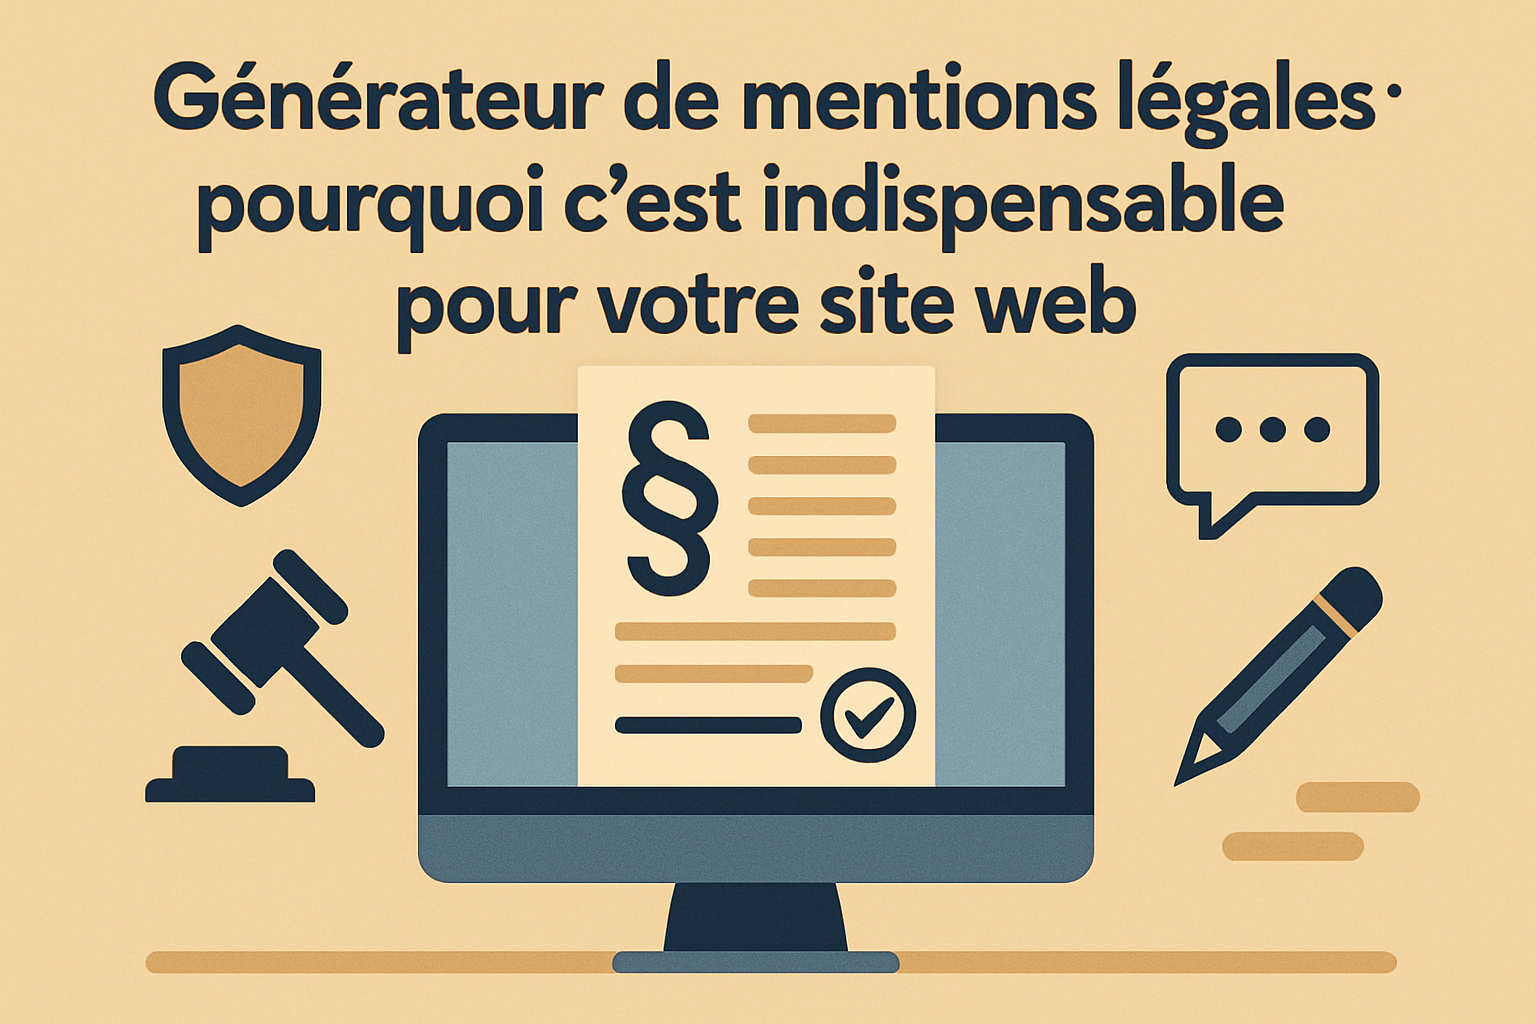 Générateur de mentions légales·
pourquoi c’est indispensable
pour votre site web
§